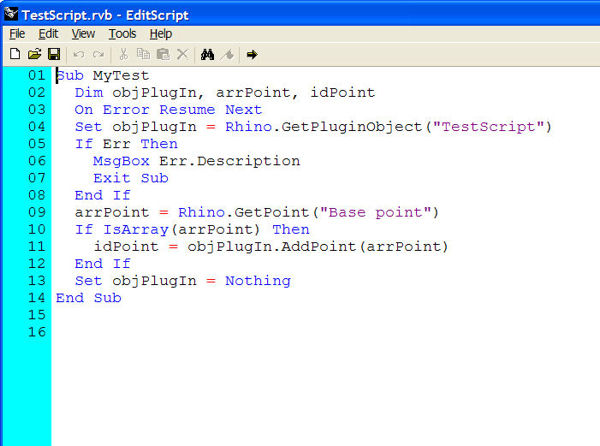 TestScript.rvb - EditScript
File Edit View Tools Help
01 Sub MyTest
02   Dim objPlugIn, arrPoint, idPoint
03   On Error Resume Next
04   Set objPlugIn = Rhino.GetPluginObject("TestScript")
05   If Err Then
06     MsgBox Err.Description
07     Exit Sub
08   End If
09   arrPoint = Rhino.GetPoint("Base point")
10   If IsArray(arrPoint) Then
11     idPoint = objPlugIn.AddPoint(arrPoint)
12   End If
13   Set objPlugIn = Nothing
14 End Sub
15
16